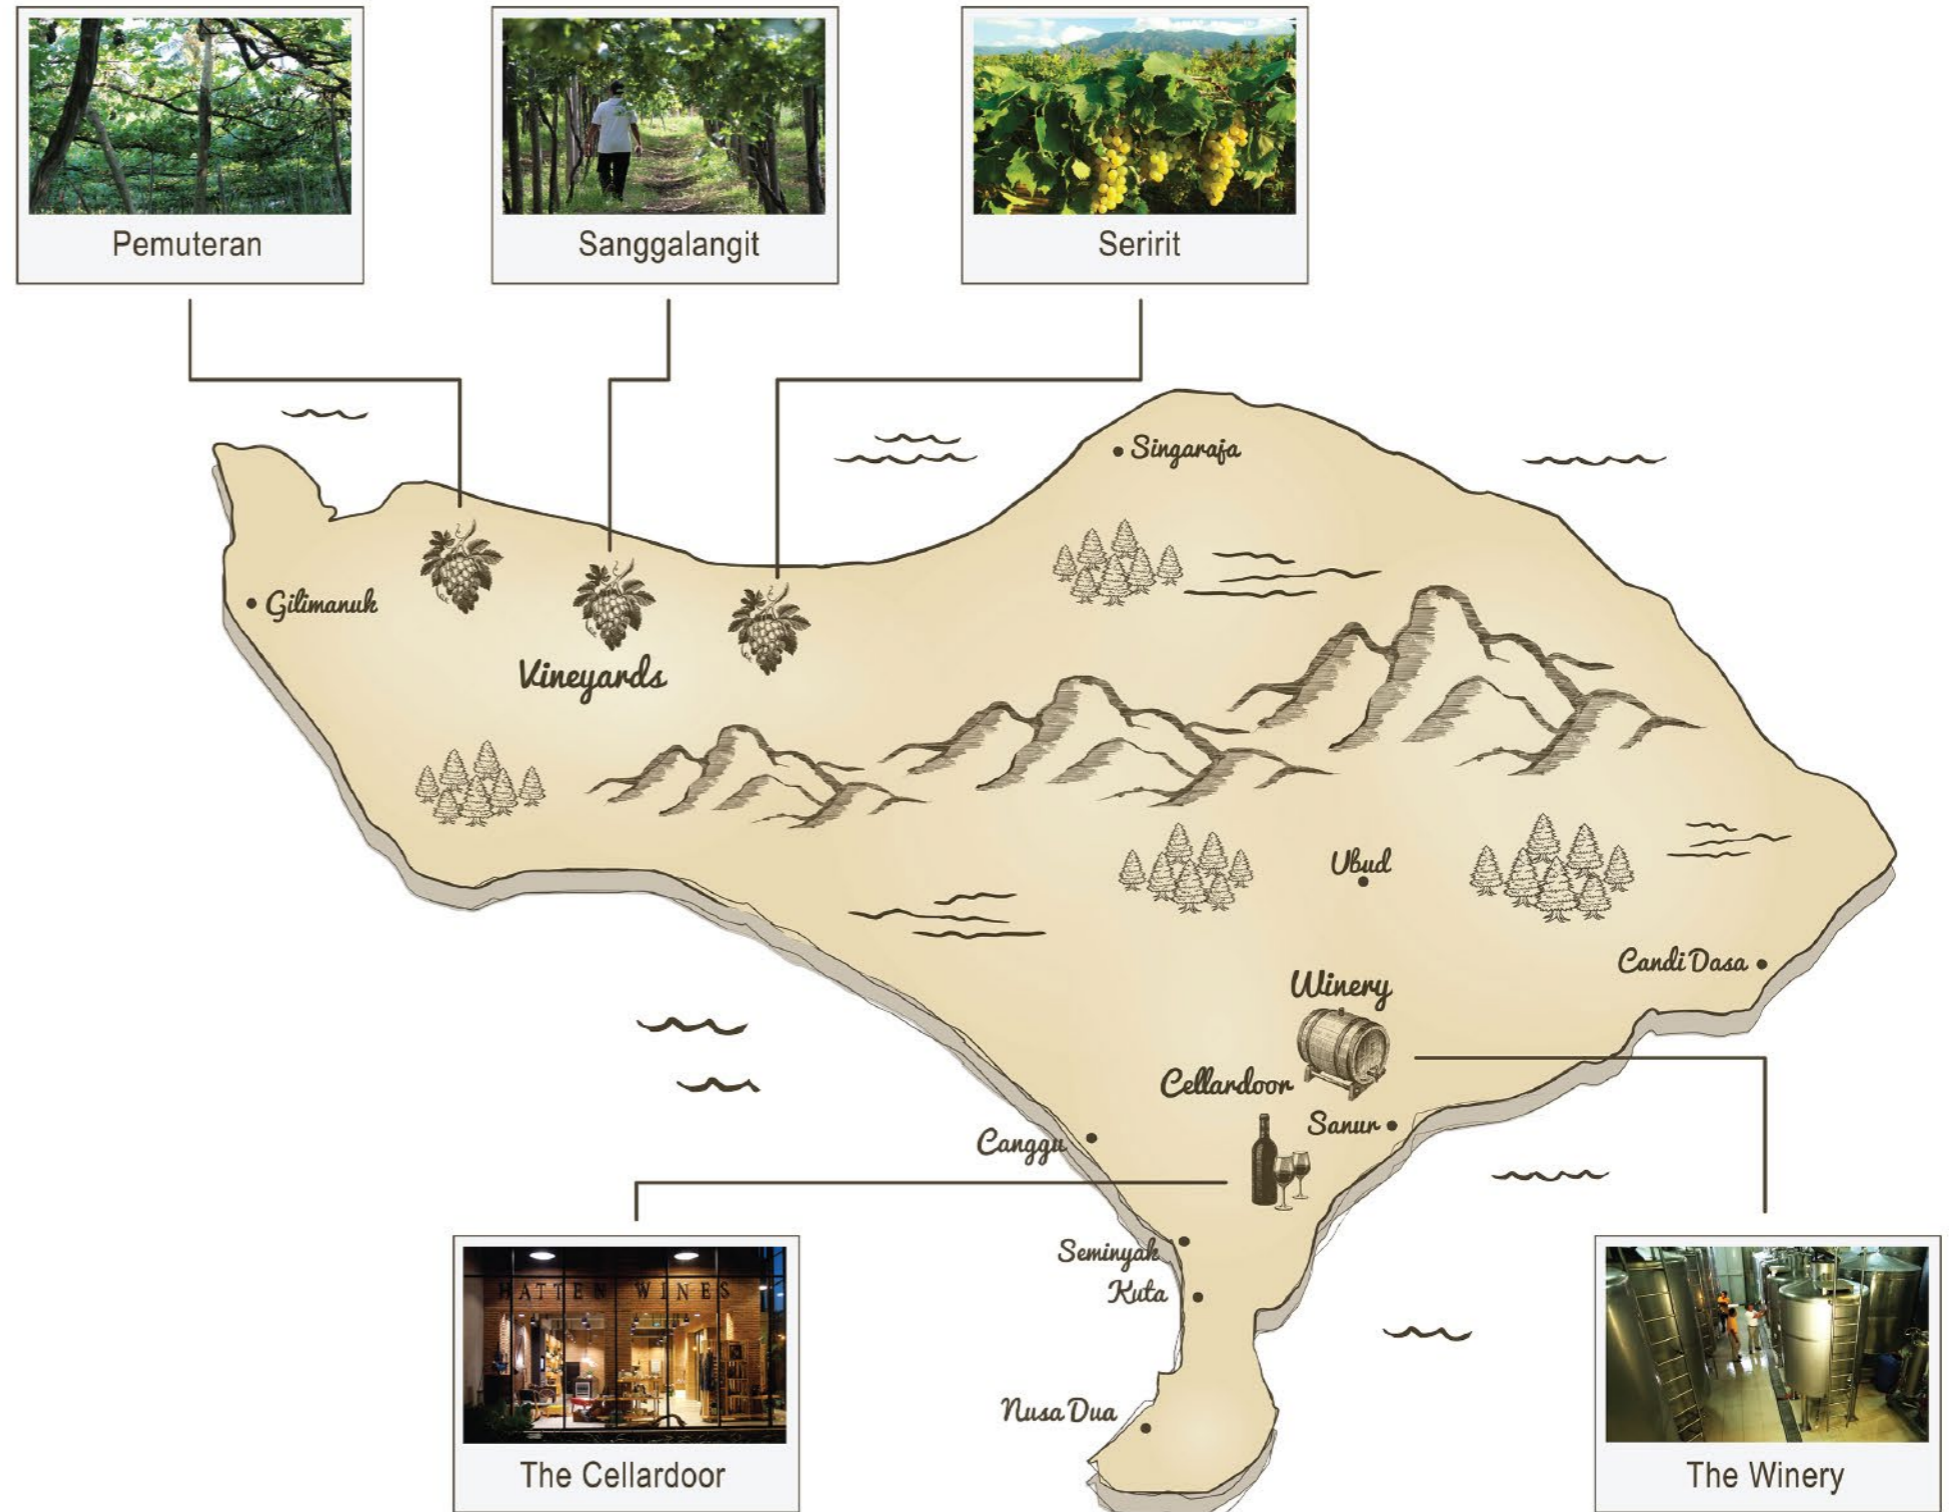 Pemuteran
Sanggalangit
Seririt
Singaraja
Gilimanuk
Vineyards
Ubud
Candi Dasa
Winery
Cellardoor
Sanur
Canggu
Seminyak
Kuta
HATTEN WINES
Nusa Dua
The Cellardoor
The Winery